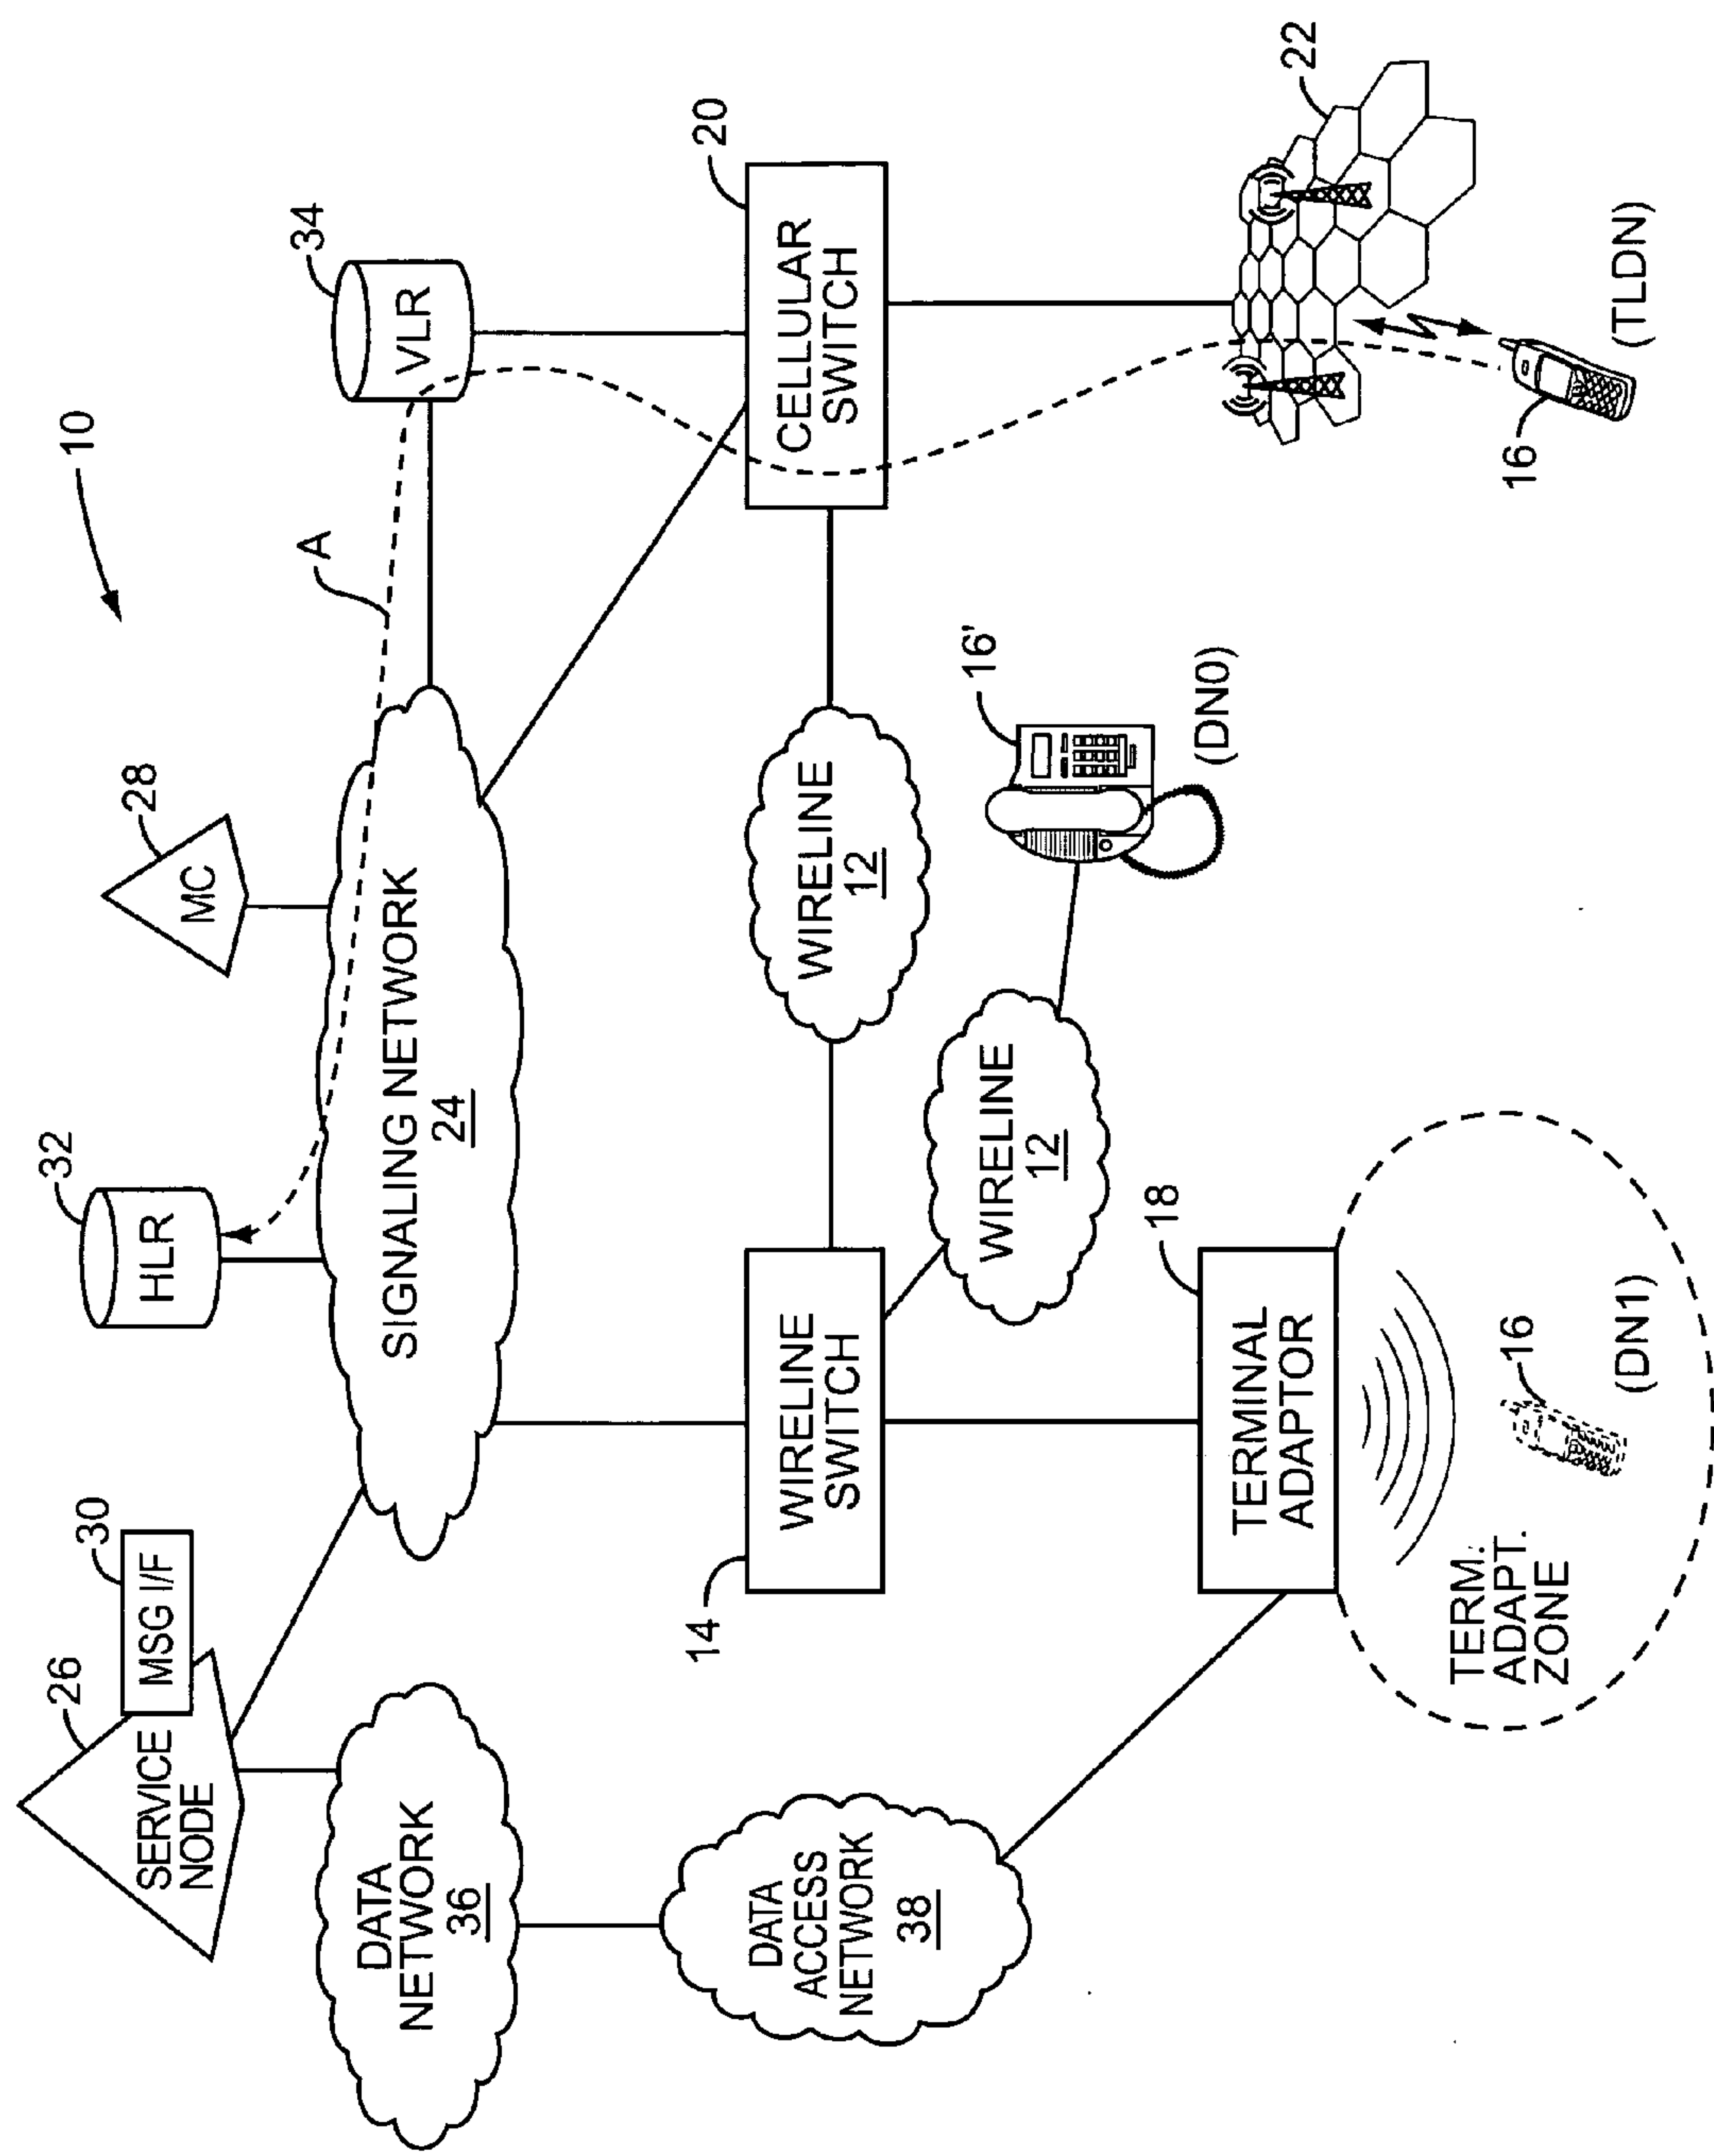 10
26
SERVICE
NODE
30
MSG I/F
32
HLR
28
MC
A
34
VLR
DATA
NETWORK
36
SIGNALING NETWORK
24
DATA
ACCESS
NETWORK
38
14
WIRELINE
SWITCH
WIRELINE
12
20
CELLULAR
SWITCH
WIRELINE
12
16'
(DN0)
18
TERMINAL
ADAPTOR
22
TERM.
ADAPT.
ZONE
16
(DN1)
16
(TLDN)